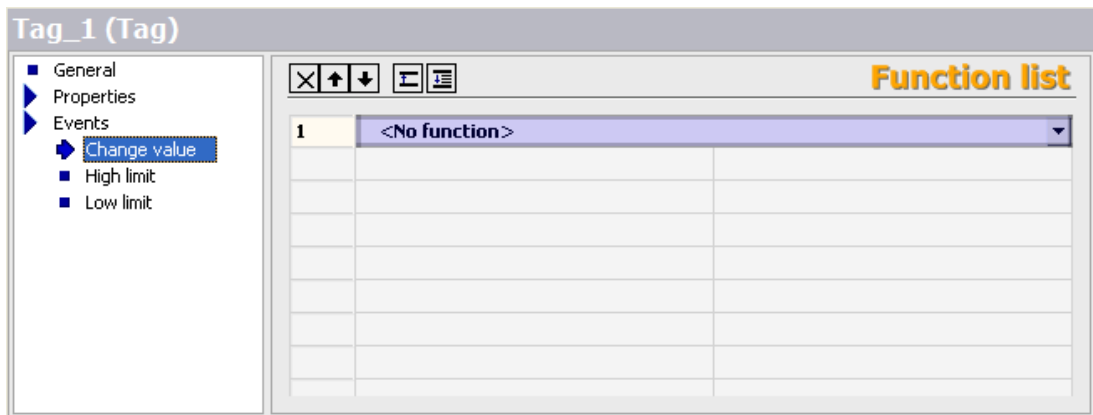 Tag_1 (Tag)
General
Properties
Events
Change value
High limit
Low limit
Function list
1 <No function>